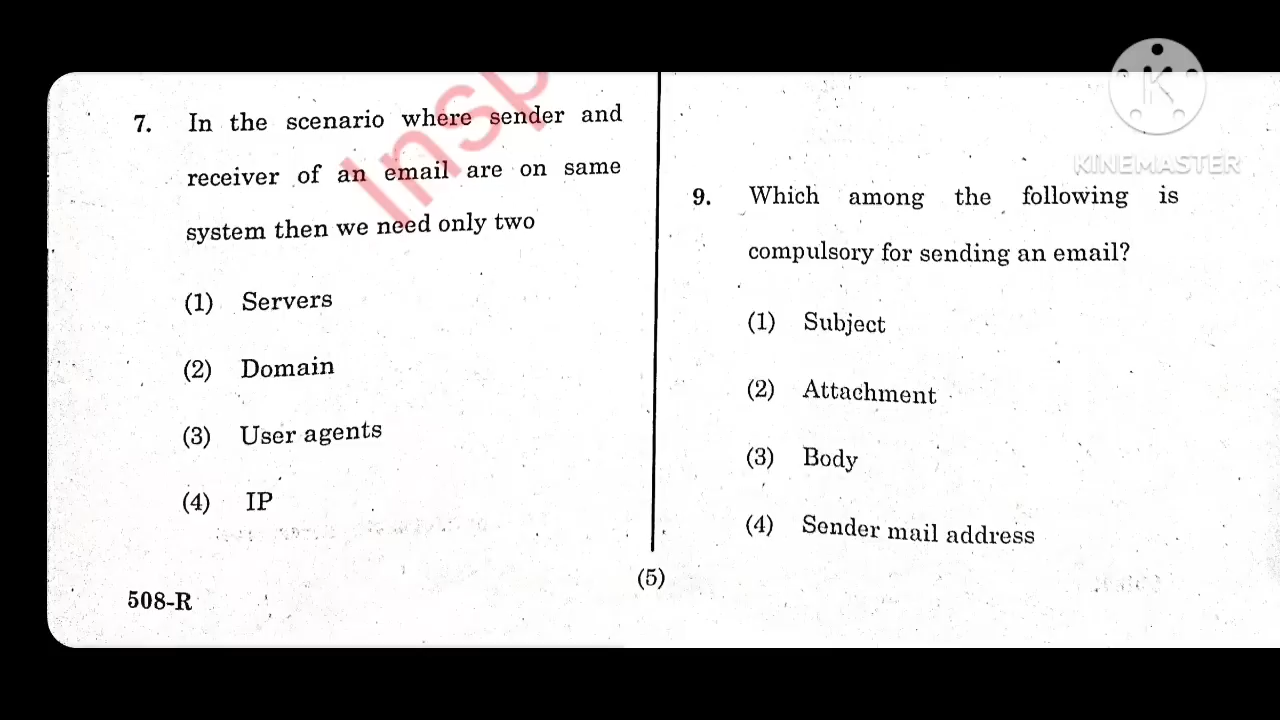 7. In the scenario where sender and
receiver of an email are on same
system then we need only two
(1) Servers
(2) Domain
(3) User agents
(4) IP
508-R
(5)
9. Which among the following is
compulsory for sending an email?
(1) Subject
(2) Attachment
(3) Body
(4) Sender mail address
Insp
K
KINEMASTER